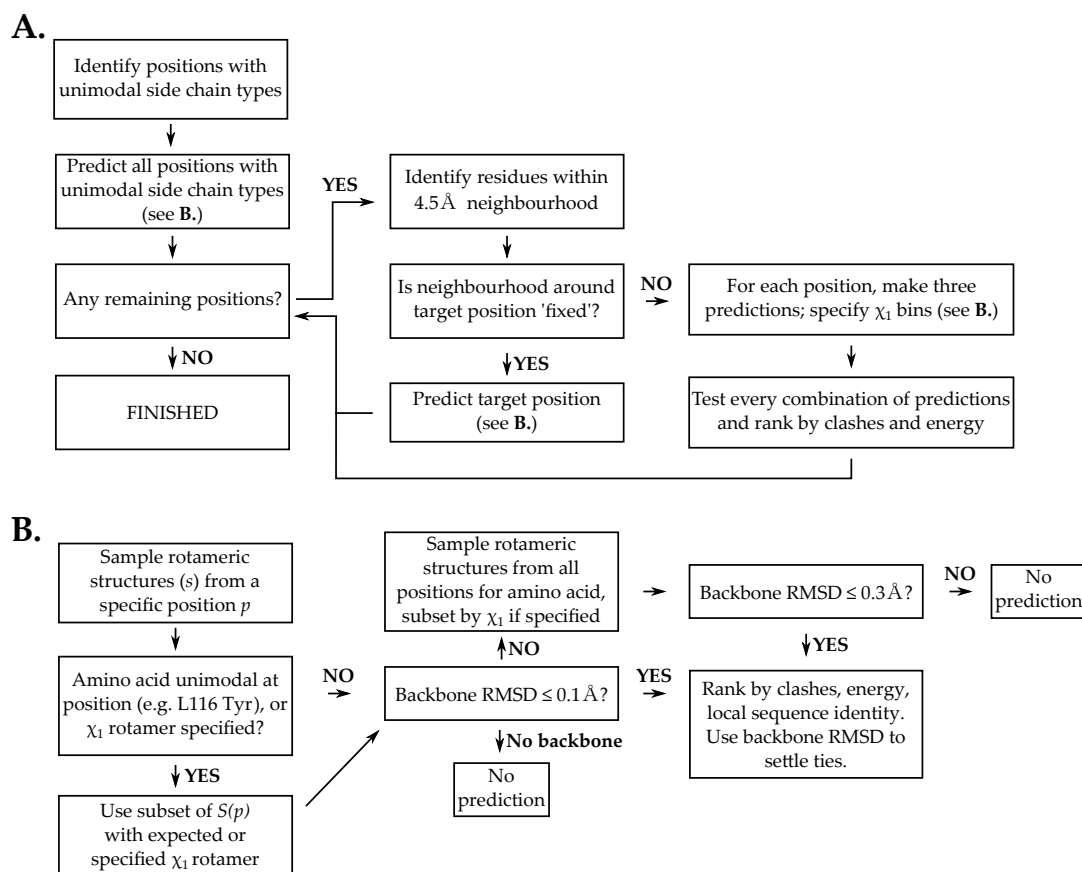 A.
Identify positions with
unimodal side chain types
Predict all positions with
unimodal side chain types
(see B.)
Any remaining positions?
NO
FINISHED
YES
Identify residues within
4.5 Å neighbourhood
Is neighbourhood around
target position 'fixed'?
YES
Predict target position
(see B.)
NO
For each position, make three
predictions; specify χ1 bins (see B.)
Test every combination of predictions
and rank by clashes and energy
B.
Sample rotameric
structures (s) from a
specific position p
Amino acid unimodal at
position (e.g. L116 Tyr), or
χ1 rotamer specified?
YES
Use subset of S(p)
with expected or
specified χ1 rotamer
NO
Sample rotameric
structures from all
positions for amino acid,
subset by χ1 if specified
NO
Backbone RMSD ≤ 0.1 Å?
No backbone
No
prediction
YES
Backbone RMSD ≤ 0.3 Å?
NO
No
prediction
YES
Rank by clashes, energy,
local sequence identity.
Use backbone RMSD to
settle ties.